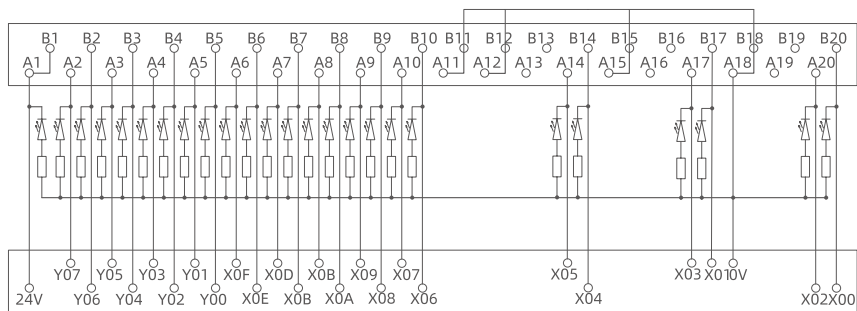 B1 B2 B3 B4 B5 B6 B7 B8 B9 B10 B11 B12 B13 B14 B15 B16 B17 B18 B19 B20
A1 A2 A3 A4 A5 A6 A7 A8 A9 A10 A11 A12 A13 A14 A15 A16 A17 A18 A19 A20
Y07 Y05 Y03 Y01 X0F X0D X0B X09 X07 X05 X03 X01 0V
24V Y06 Y04 Y02 Y00 X0E X0B X0A X08 X06 X04 X02 X00